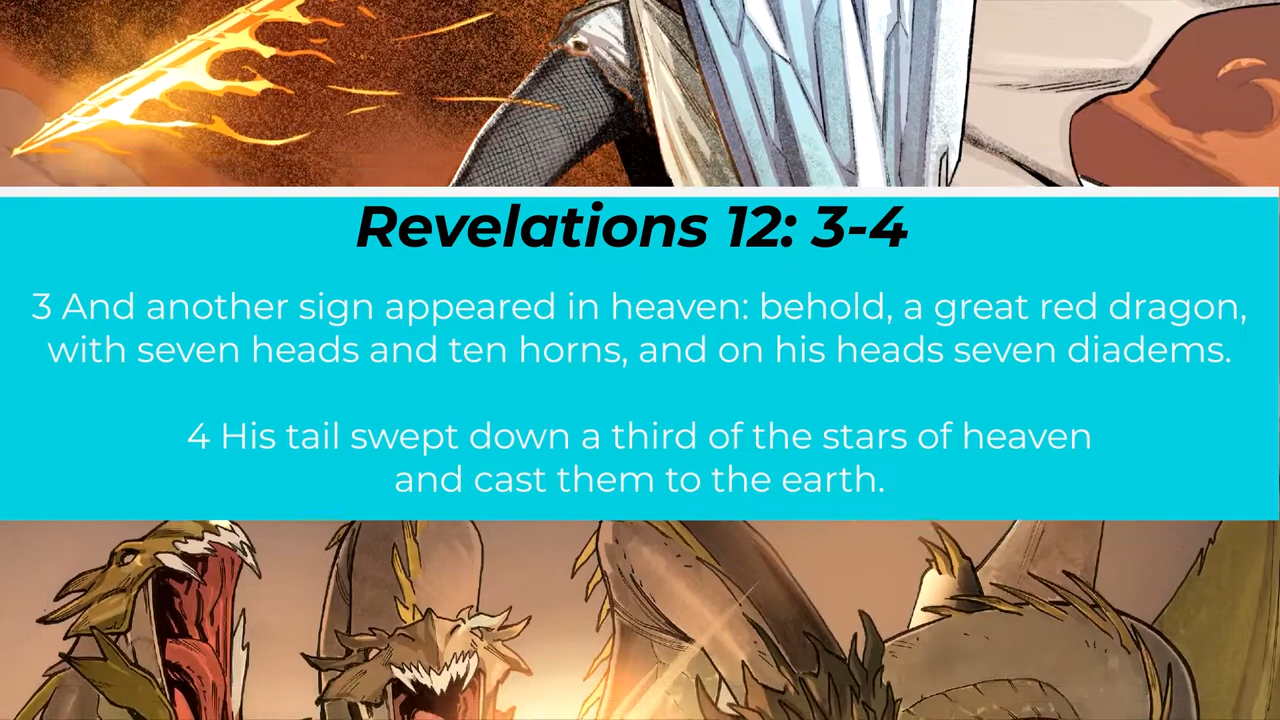 Revelations 12: 3-4
3 And another sign appeared in heaven: behold, a great red dragon,
with seven heads and ten horns, and on his heads seven diadems.
4 His tail swept down a third of the stars of heaven
and cast them to the earth.